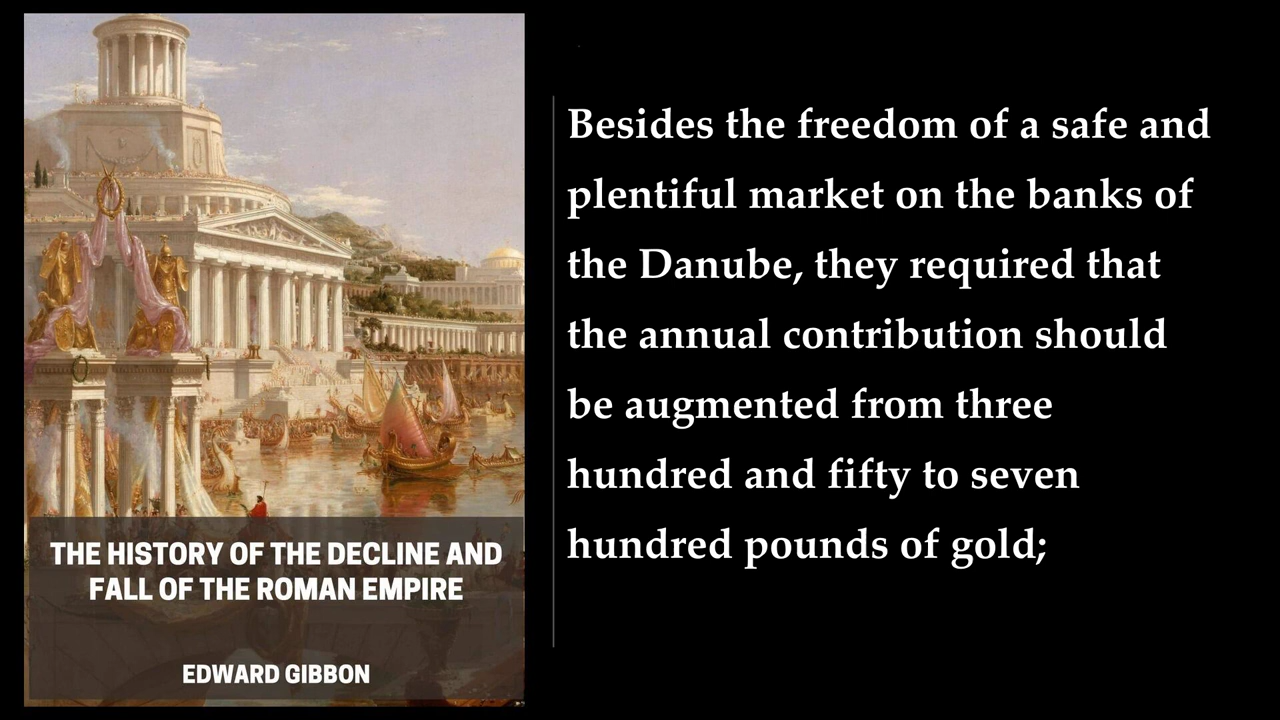 THE HISTORY OF THE DECLINE AND
FALL OF THE ROMAN EMPIRE
EDWARD GIBBON
Besides the freedom of a safe and
plentiful market on the banks of
the Danube, they required that
the annual contribution should
be augmented from three
hundred and fifty to seven
hundred pounds of gold;